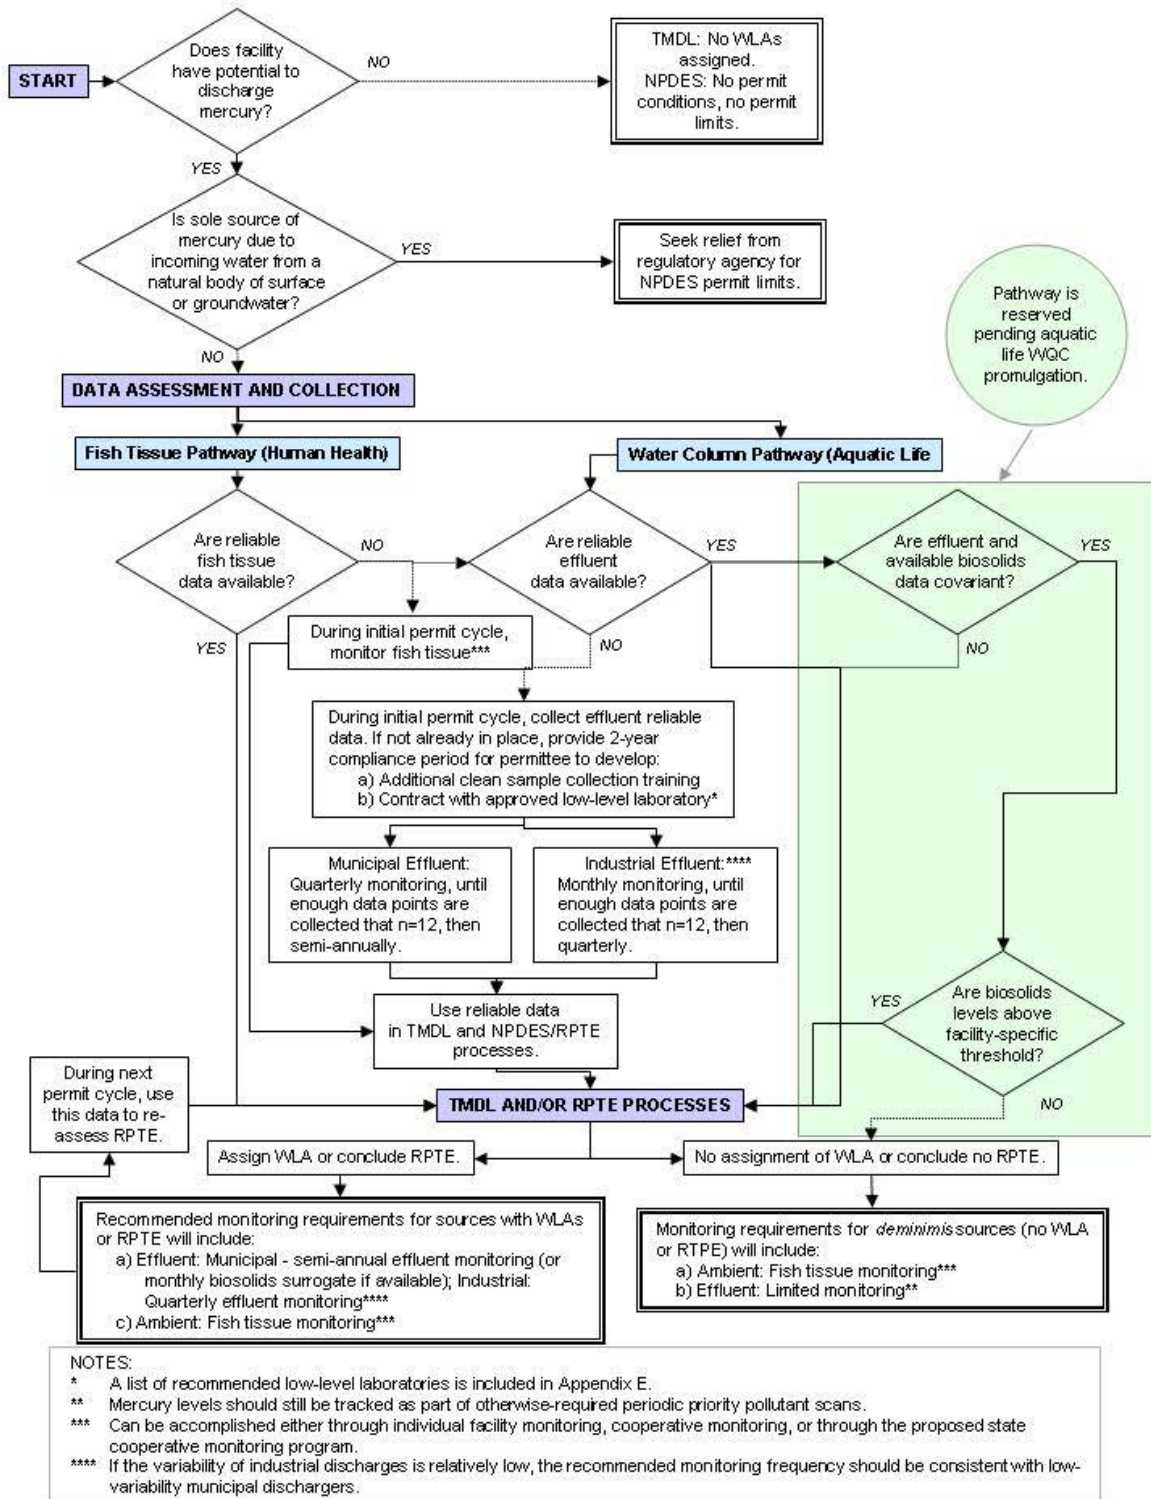 Does facility
have potential to
discharge
mercury?
START
NO
TMDL: No WLAs
assigned.
NPDES: No permit
conditions, no permit
limits.
YES
Is sole source of
mercury due to
incoming water from a
natural body of surface
or groundwater?
YES
Seek relief from
regulatory agency for
NPDES permit limits.
Pathway is
reserved
pending aquatic
life WQC
promulgation.
NO
DATA ASSESSMENT AND COLLECTION
Fish Tissue Pathway (Human Health)
Water Column Pathway (Aquatic Life
Are reliable
fish tissue
data available?
NO
Are reliable
effluent
data available?
YES
Are effluent and
available biosolids
data covariant?
YES
YES
During initial permit cycle,
monitor fish tissue***
NO
NO
During initial permit cycle, collect effluent reliable
data. If not already in place, provide 2-year
compliance period for permittee to develop:
a) Additional clean sample collection training
b) Contract with approved low-level laboratory*
Municipal Effluent:
Quarterly monitoring, until
enough data points are
collected that n=12, then
semi-annually.
Industrial Effluent:****
Monthly monitoring, until
enough data points are
collected that n=12, then
quarterly.
Use reliable data
in TMDL and NPDES/RPTE
processes.
YES
Are biosolids
levels above
facility-specific
threshold?
NO
During next
permit cycle, use
this data to re-
assess RPTE.
TMDL AND/OR RPTE PROCESSES
Assign WLA or conclude RPTE.
No assignment of WLA or conclude no RPTE.
Recommended monitoring requirements for sources with WLAs
or RPTE will include:
a) Effluent: Municipal - semi-annual effluent monitoring (or
monthly biosolids surrogate if available); Industrial:
Quarterly effluent monitoring****
c) Ambient: Fish tissue monitoring***
Monitoring requirements for deminimis sources (no WLA
or RTPE) will include:
a) Ambient: Fish tissue monitoring***
b) Effluent: Limited monitoring**
NOTES:
* A list of recommended low-level laboratories is included in Appendix E.
** Mercury levels should still be tracked as part of otherwise-required periodic priority pollutant scans.
*** Can be accomplished either through individual facility monitoring, cooperative monitoring, or through the proposed state
cooperative monitoring program.
**** If the variability of industrial discharges is relatively low, the recommended monitoring frequency should be consistent with low-
variability municipal dischargers.